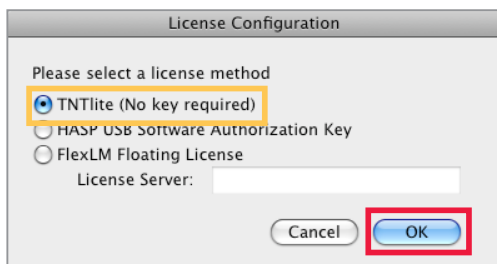 License Configuration
Please select a license method
TNTlite (No key required)
HASP USB Software Authorization Key
FlexLM Floating License
License Server:
Cancel OK